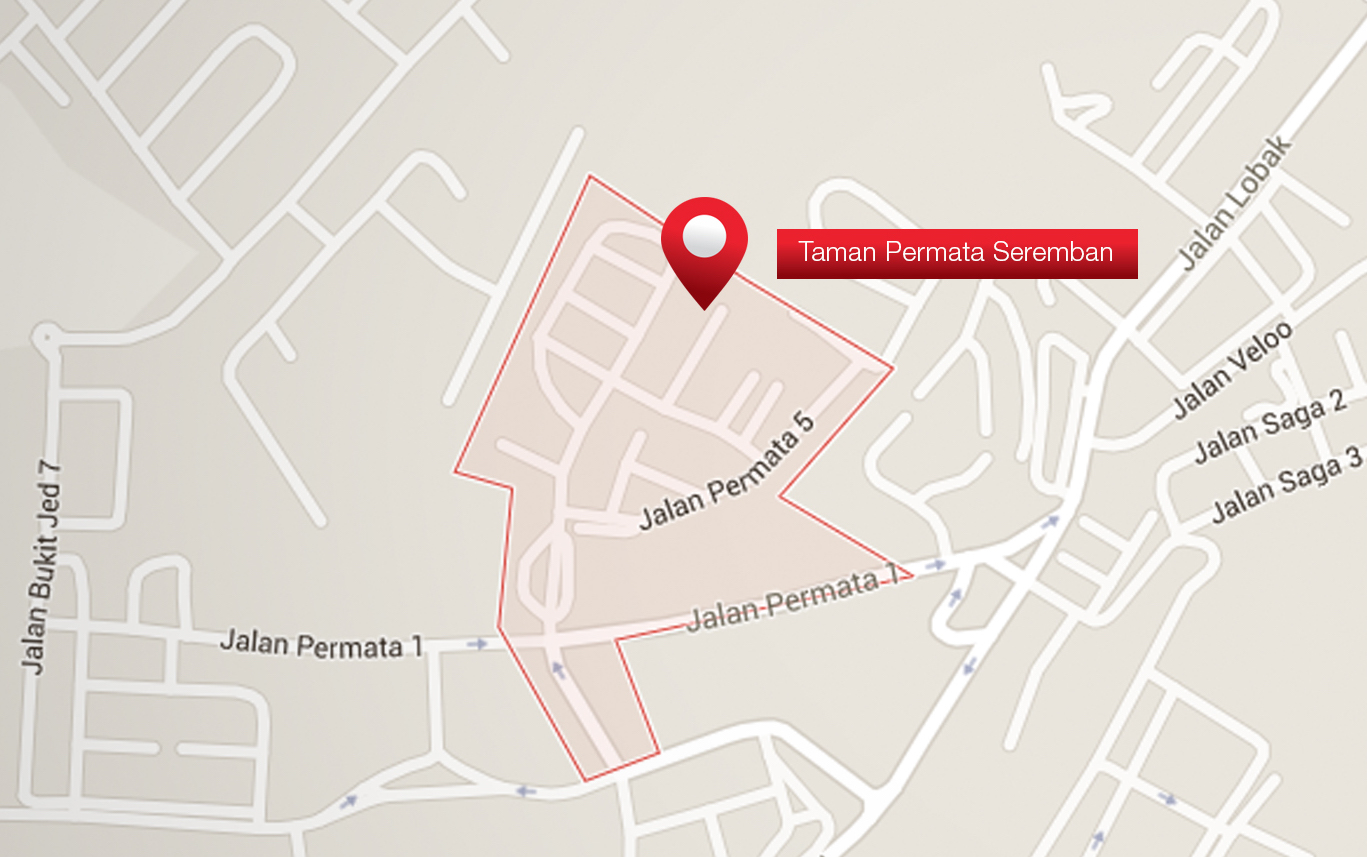 Jalan Lobak
Taman Permata Seremban
Jalan Veloo
Jalan Saga 2
Jalan Permata 5
Jalan Saga 3
Jalan Bukit Jed 7
Jalan Permata 1
Jalan Permata 1